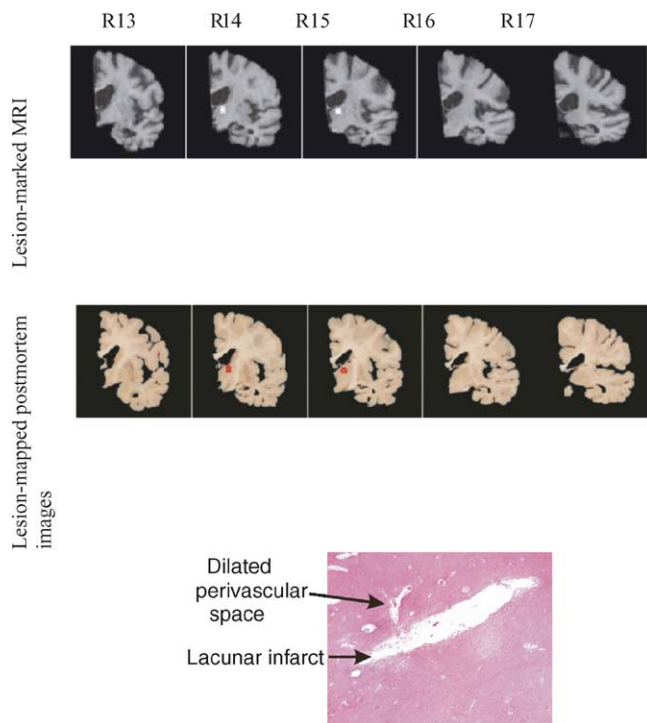 R13 R14 R15 R16 R17
Lesion-marked MRI
Lesion-mapped postmortem
images
Dilated
perivascular
space
Lacunar infarct